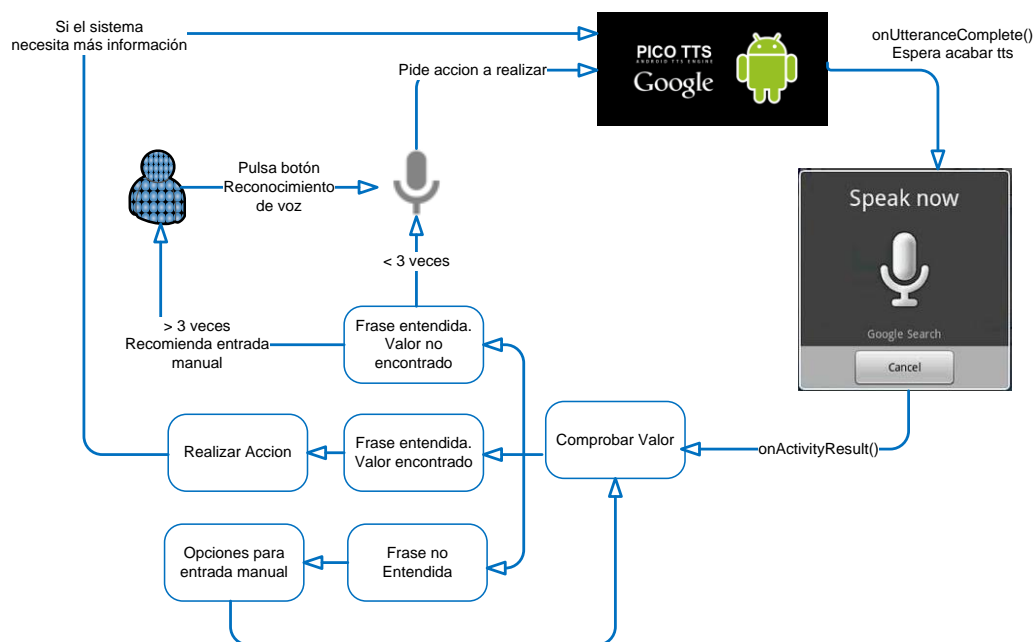 Si el sistema
necesita más información
PICO TTS
ANDROID TTS ENGINE
Google
onUtteranceComplete()
Espera acabar tts
Pide accion a realizar
Pulsa botón
Reconocimiento
de voz
Speak now
Google Search
Cancel
< 3 veces
> 3 veces
Recomienda entrada
manual
Frase entendida.
Valor no
encontrado
Realizar Accion
Frase entendida.
Valor encontrado
Comprobar Valor
onActivityResult()
Opciones para
entrada manual
Frase no
Entendida